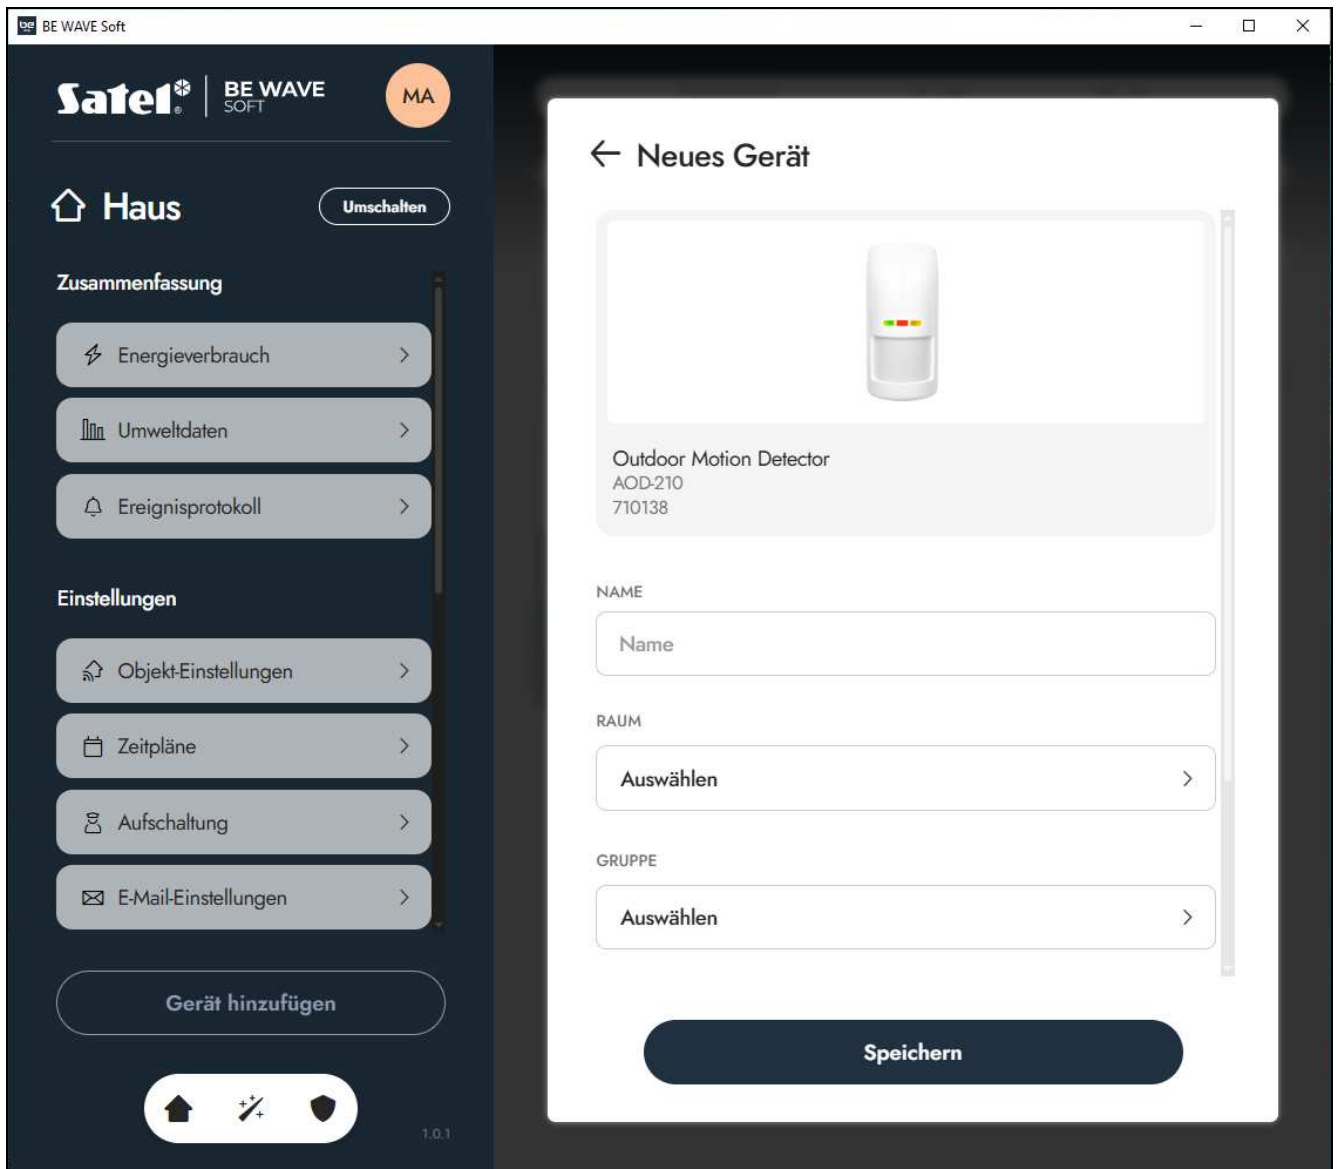 BE WAVE Soft
Satel® BE WAVE SOFT
MA
Haus
Umschalten
Zusammenfassung
Energieverbrauch
Umweltdaten
Ereignisprotokoll
Einstellungen
Objekt-Einstellungen
Zeitpläne
Aufschaltung
E-Mail-Einstellungen
Gerät hinzufügen
1.0.1
Neues Gerät
Outdoor Motion Detector
AOD-210
710138
NAME
Name
RAUM
Auswählen
GRUPPE
Auswählen
Speichern